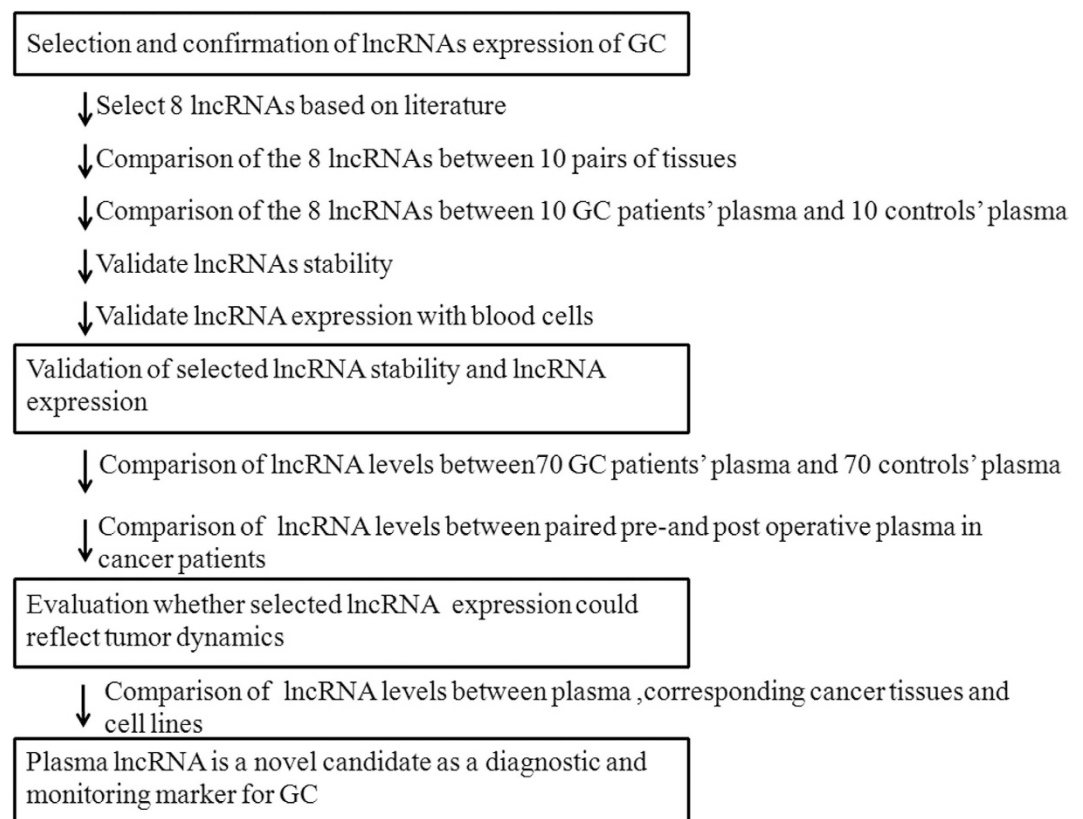 Selection and confirmation of lncRNAs expression of GC
Select 8 lncRNAs based on literature
Comparison of the 8 lncRNAs between 10 pairs of tissues
Comparison of the 8 lncRNAs between 10 GC patients’ plasma and 10 controls’ plasma
Validate lncRNAs stability
Validate lncRNA expression with blood cells
Validation of selected lncRNA stability and lncRNA
expression
Comparison of lncRNA levels between70 GC patients’ plasma and 70 controls’ plasma
Comparison of lncRNA levels between paired pre-and post operative plasma in
cancer patients
Evaluation whether selected lncRNA expression could
reflect tumor dynamics
Comparison of lncRNA levels between plasma ,corresponding cancer tissues and
cell lines
Plasma lncRNA is a novel candidate as a diagnostic and
monitoring marker for GC